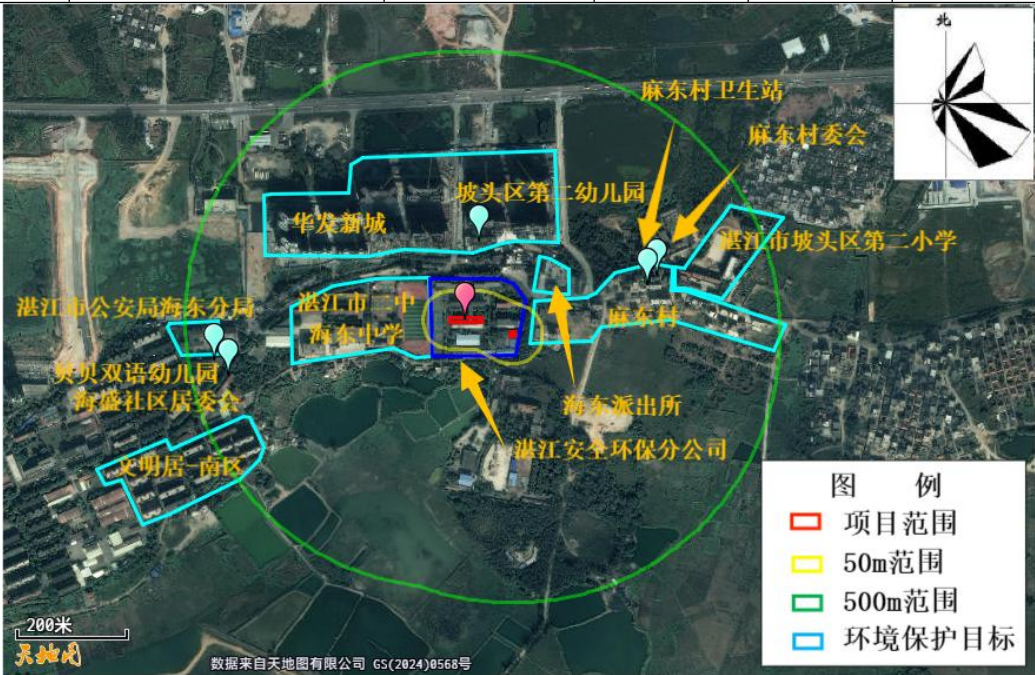 北
麻东村卫生站
麻东村委会
坡头区第二幼儿园
华发新城
湛江市坡头区第二小学
湛江市公安局海东分局
湛江市二中
海东中学
麻东村
贝贝双语幼儿园
海盛社区居委会
海东派出所
湛江安全环保分公司
文明居-南区
图 例
项目范围
50m范围
500m范围
环境保护目标
200米
天地图
数据来自天地图有限公司 GS(2024)0568号